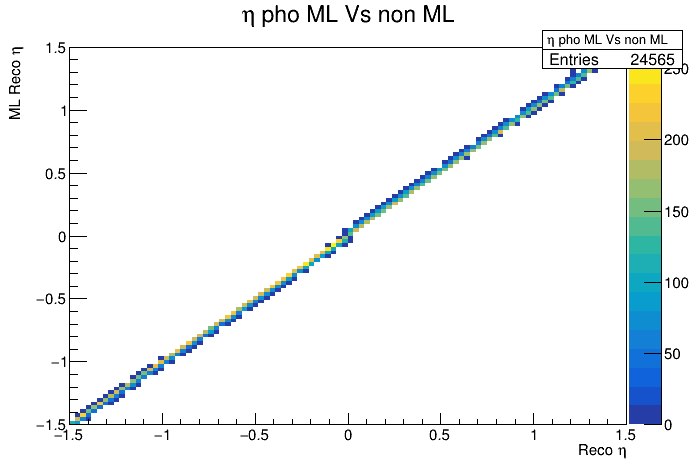 η pho ML Vs non ML
η pho ML Vs non ML
Entries 24565
ML Reco η
1.5
1
0.5
0
−0.5
−1
−1.5
−1.5 −1 −0.5 0 0.5 1 1.5
Reco η
250
200
150
100
50
0